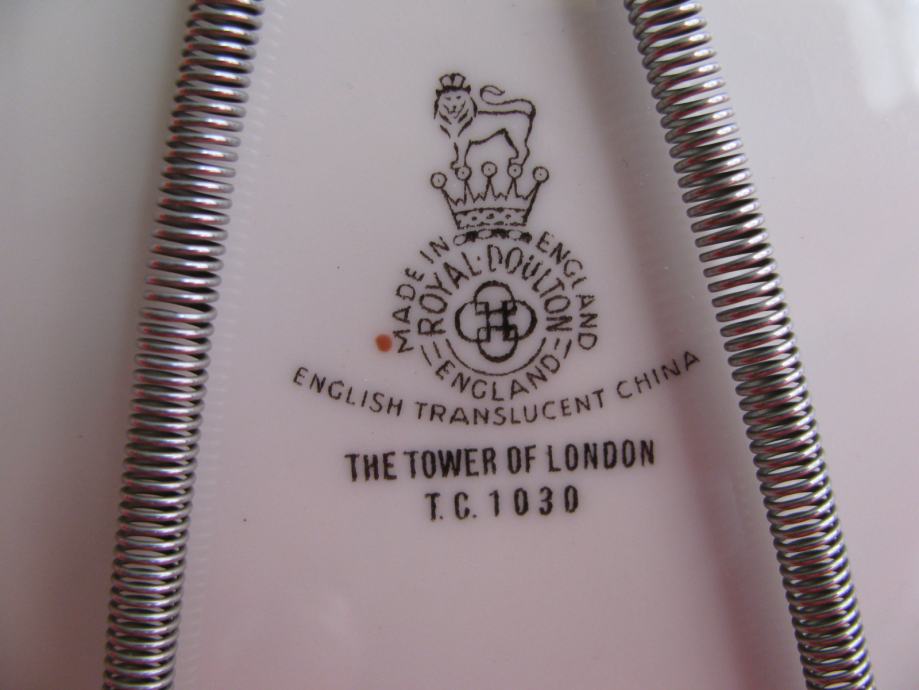 MADE IN ENGLAND
ROYAL·DOULTON
ENGLAND
ENGLISH TRANSLUCENT CHINA
THE TOWER OF LONDON
T.C. 1030